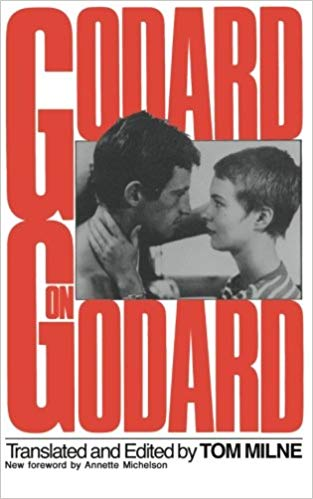 GODARD
ON
GODARD
Translated and Edited by TOM MILNE
New foreword by Annette Michelson